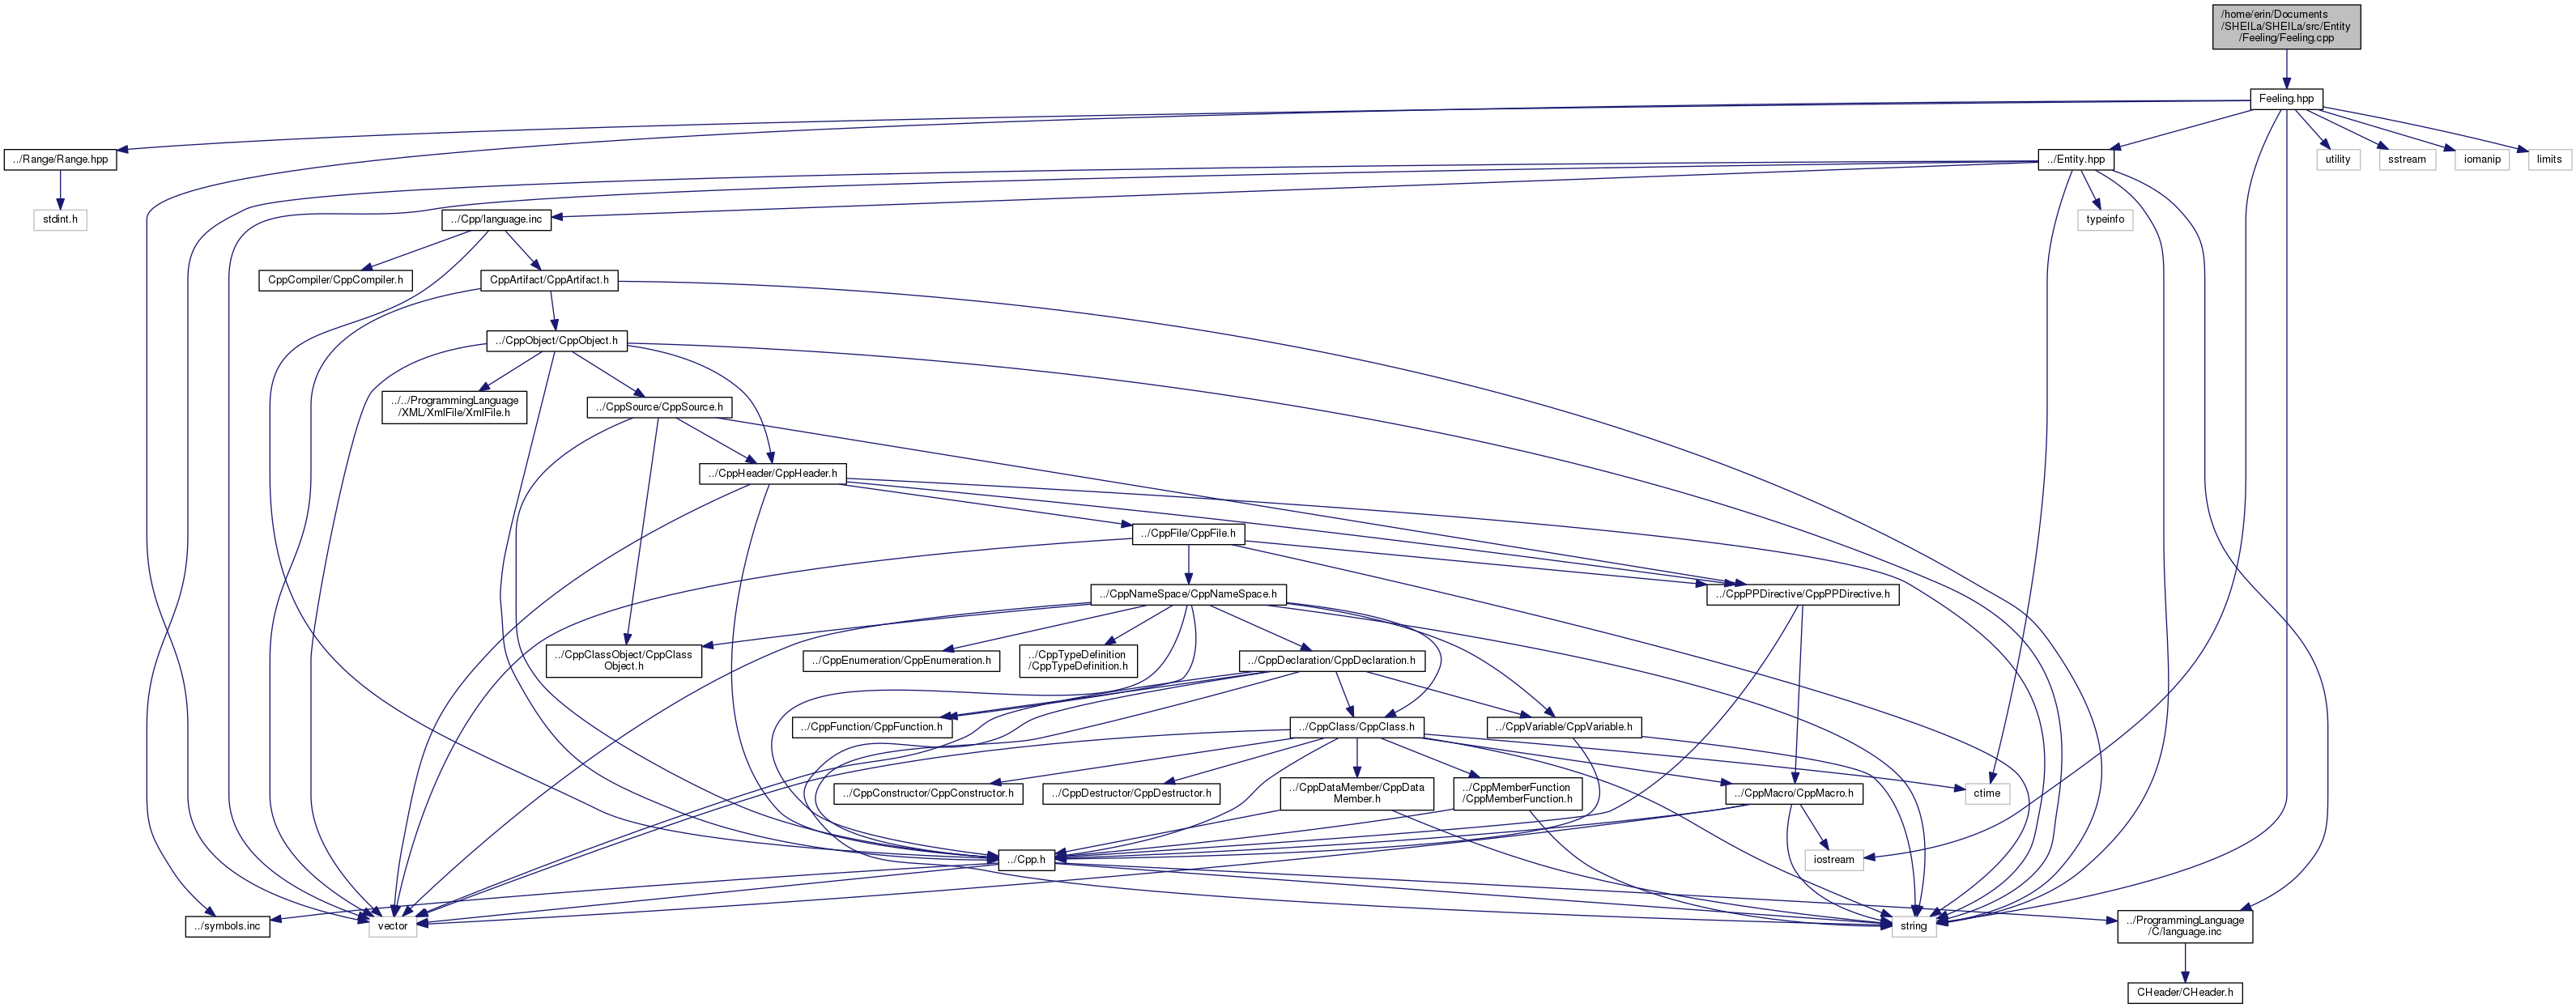 /home/erin/Documents
/SHEILa/SHEILa/src/Entity
/Feeling/Feeling.cpp
Feeling.hpp
../Range/Range.hpp
../Entity.hpp
utility
sstream
iomanip
limits
stdint.h
../Cpp/language.inc
typeinfo
CppCompiler/CppCompiler.h
CppArtifact/CppArtifact.h
../CppObject/CppObject.h
../../ProgrammingLanguage
/XML/XmlFile/XmlFile.h
../CppSource/CppSource.h
../CppHeader/CppHeader.h
../CppFile/CppFile.h
../CppNameSpace/CppNameSpace.h
../CppPPDirective/CppPPDirective.h
../CppClassObject/CppClass
Object.h
../CppEnumeration/CppEnumeration.h
../CppTypeDefinition
/CppTypeDefinition.h
../CppDeclaration/CppDeclaration.h
../CppFunction/CppFunction.h
../CppClass/CppClass.h
../CppVariable/CppVariable.h
../CppConstructor/CppConstructor.h
../CppDestructor/CppDestructor.h
../CppDataMember/CppData
Member.h
../CppMemberFunction
/CppMemberFunction.h
../CppMacro/CppMacro.h
ctime
../Cpp.h
iostream
../symbols.inc
vector
string
../ProgrammingLanguage
/C/language.inc
CHeader/CHeader.h